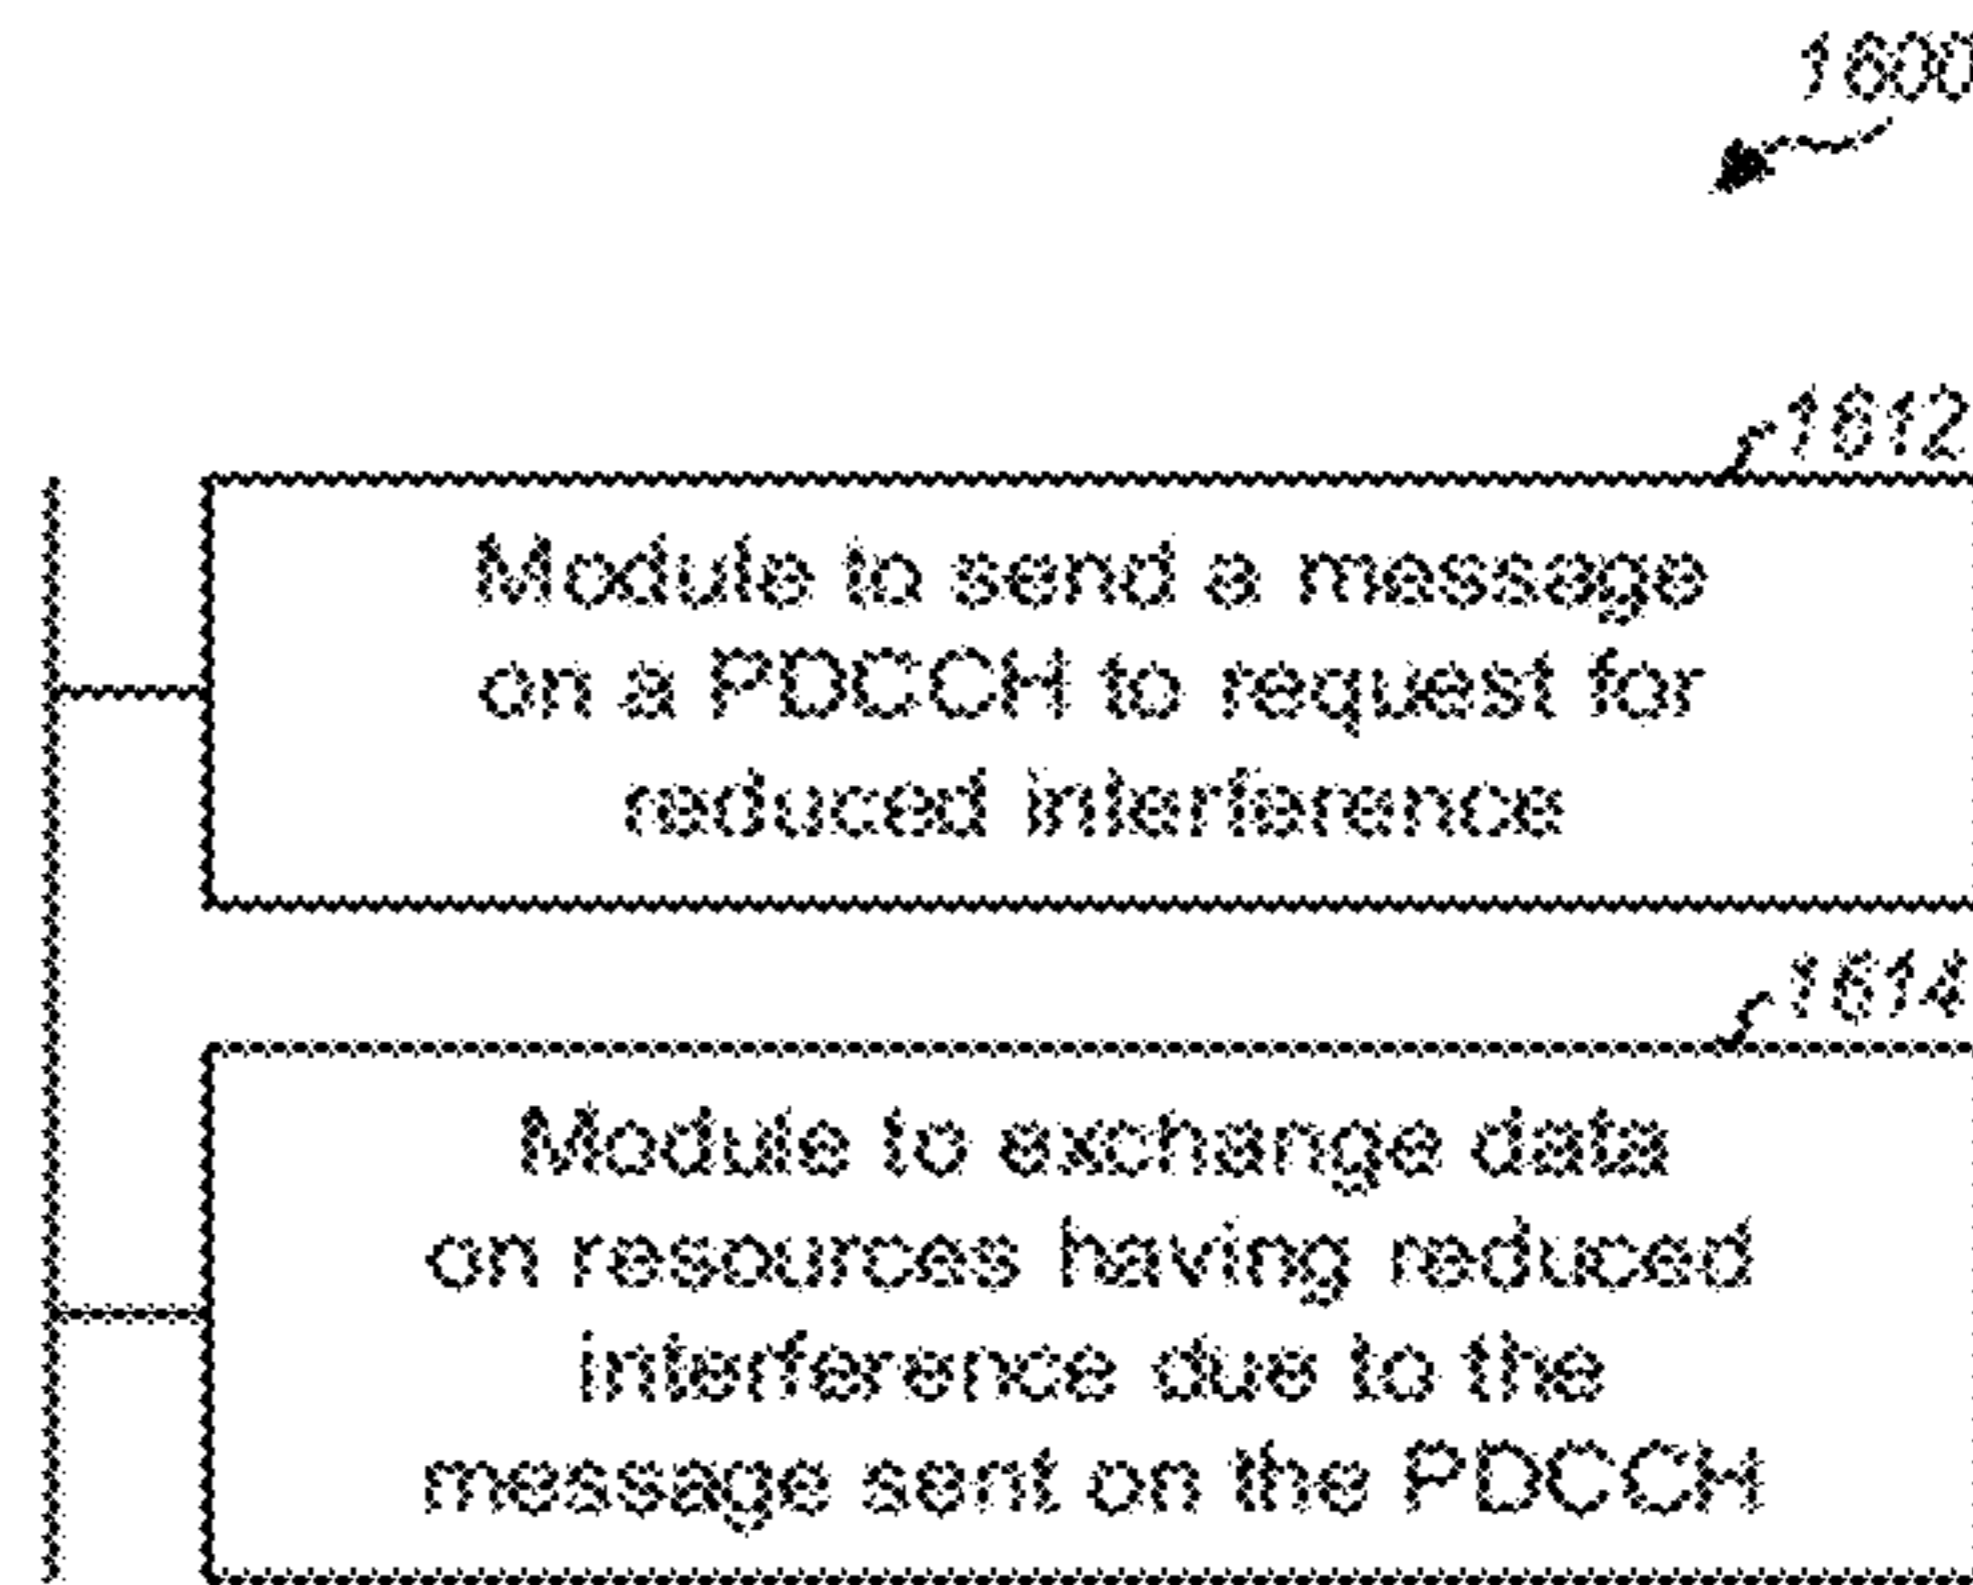 1600
1612
Module to send a message
on a PDCCH to request for
reduced interference
1614
Module to exchange data
on resources having reduced
interference due to the
message sent on the PDCCH